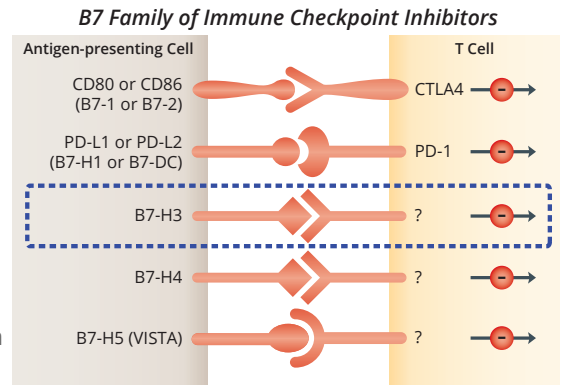 B7 Family of Immune Checkpoint Inhibitors
Antigen-presenting Cell
T Cell
CD80 or CD86
(B7-1 or B7-2)
CTLA4
-
PD-L1 or PD-L2
(B7-H1 or B7-DC)
PD-1
-
B7-H3
?
-
B7-H4
?
-
B7-H5 (VISTA)
?
-